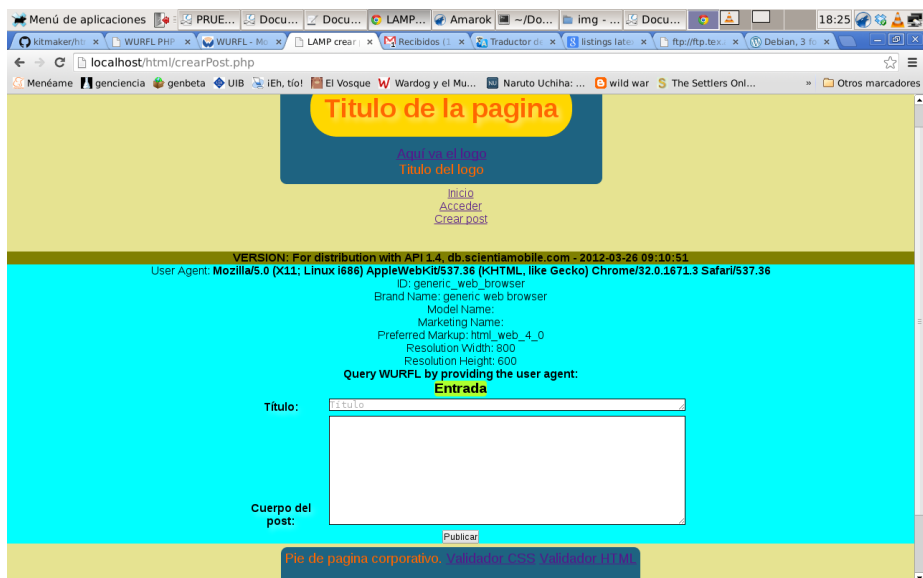 Menú de aplicaciones PRUE... Docu... Docu... LAMP... Amarok ~/Do... img - ... Docu... 18:25
kitmaker/ht WURFL PHP WURFL - Mo LAMP crear p Recibidos (1 Traductor de listings late ftp://ftp.tex. Debian, 3 fo
localhost/html/crearPost.php
Menéame genciencia genbeta UIB ¡Eh, tío! El Vosque Wardog y el Mu... Naruto Uchiha: ... wild war The Settlers Onl... » Otros marcadores
Titulo de la pagina
Aquí va el logo
Titulo del logo
Inicio
Acceder
Crear post
VERSION: For distribution with API 1.4, db.scientiamobile.com - 2012-03-26 09:10:51
User Agent: Mozilla/5.0 (X11; Linux i686) AppleWebKit/537.36 (KHTML, like Gecko) Chrome/32.0.1671.3 Safari/537.36
ID: generic_web_browser
Brand Name: generic web browser
Model Name:
Marketing Name:
Preferred Markup: html_web_4_0
Resolution Width: 800
Resolution Height: 600
Query WURFL by providing the user agent:
Entrada
Título: Título
Cuerpo del
post:
Publicar
Pie de pagina corporativo. Validador CSS Validador HTML